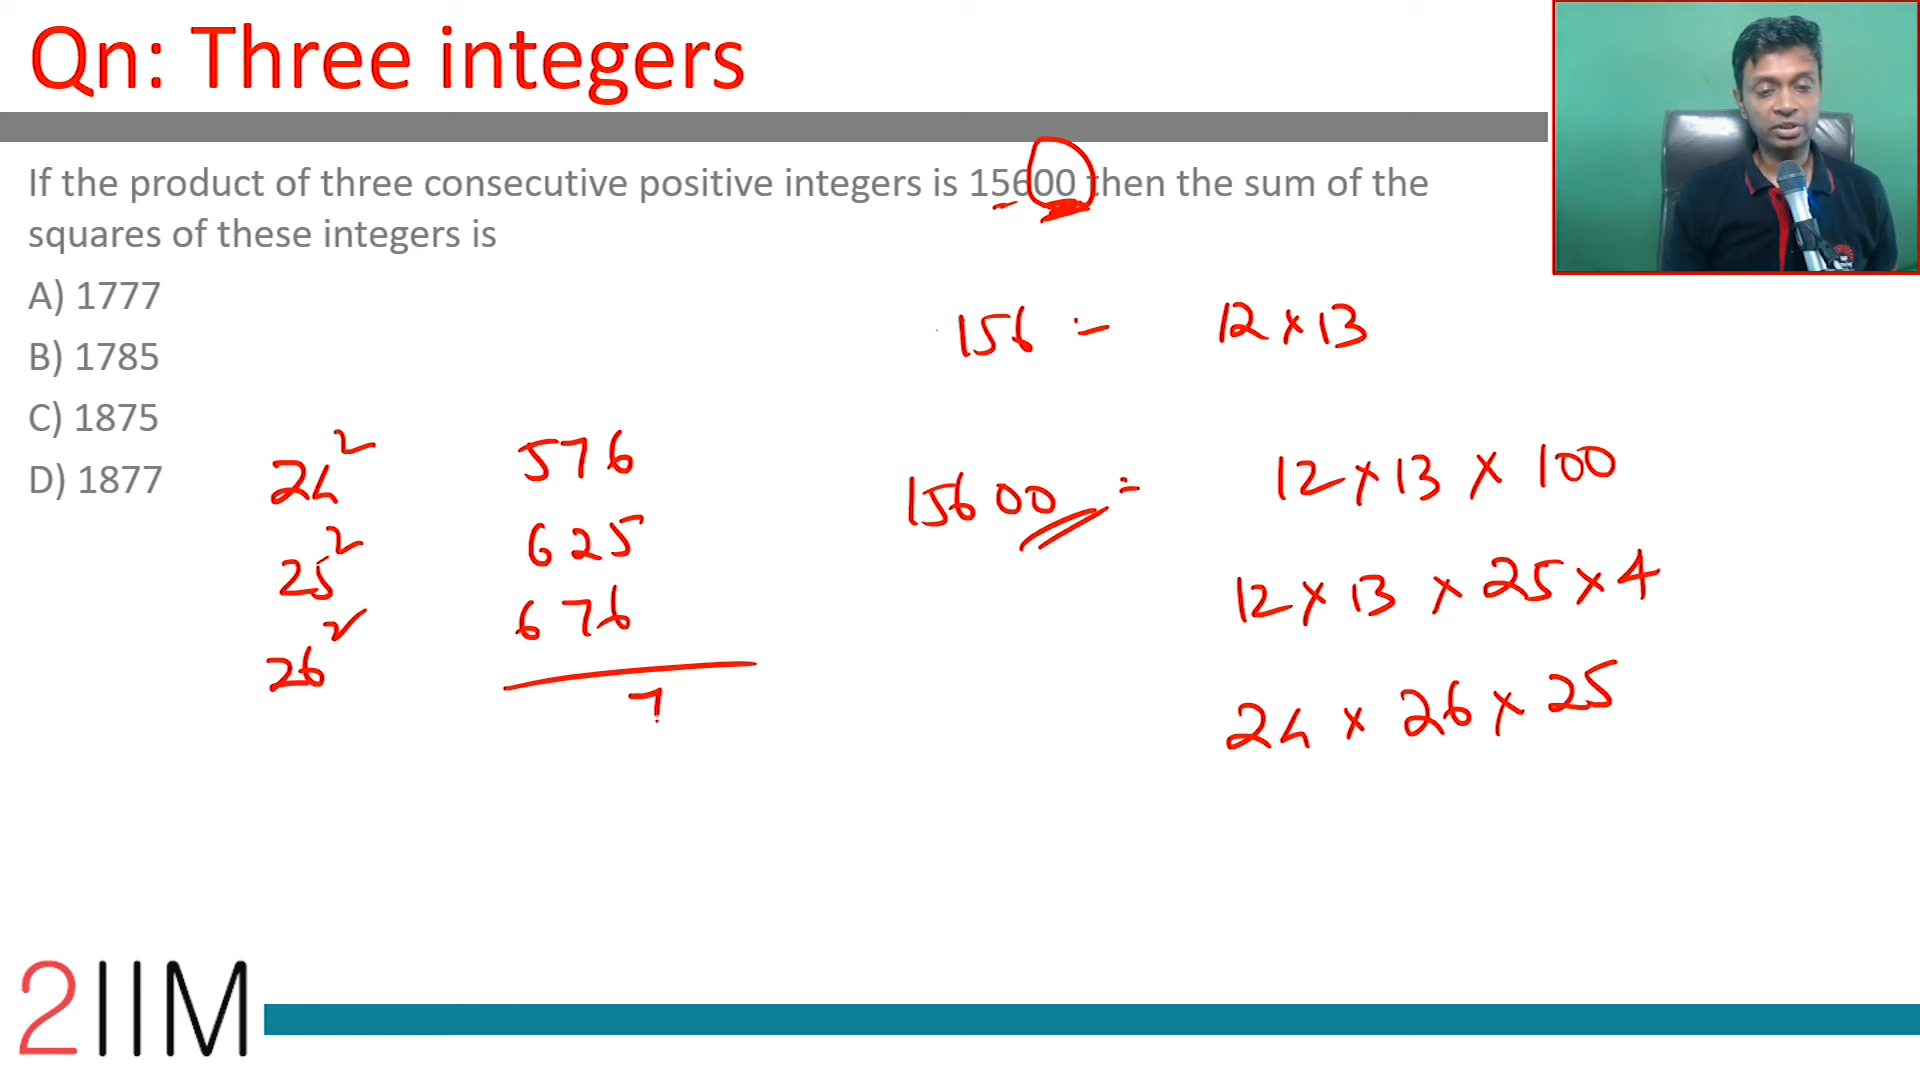 Qn: Three integers
If the product of three consecutive positive integers is 15600 then the sum of the
squares of these integers is
A) 1777
B) 1785
C) 1875
D) 1877
156 = 12 x 13
15600 = 12 x 13 x 100
12 x 13 x 25 x 4
24 x 26 x 25
24² 576
25² 625
26² 676
7
2IIM